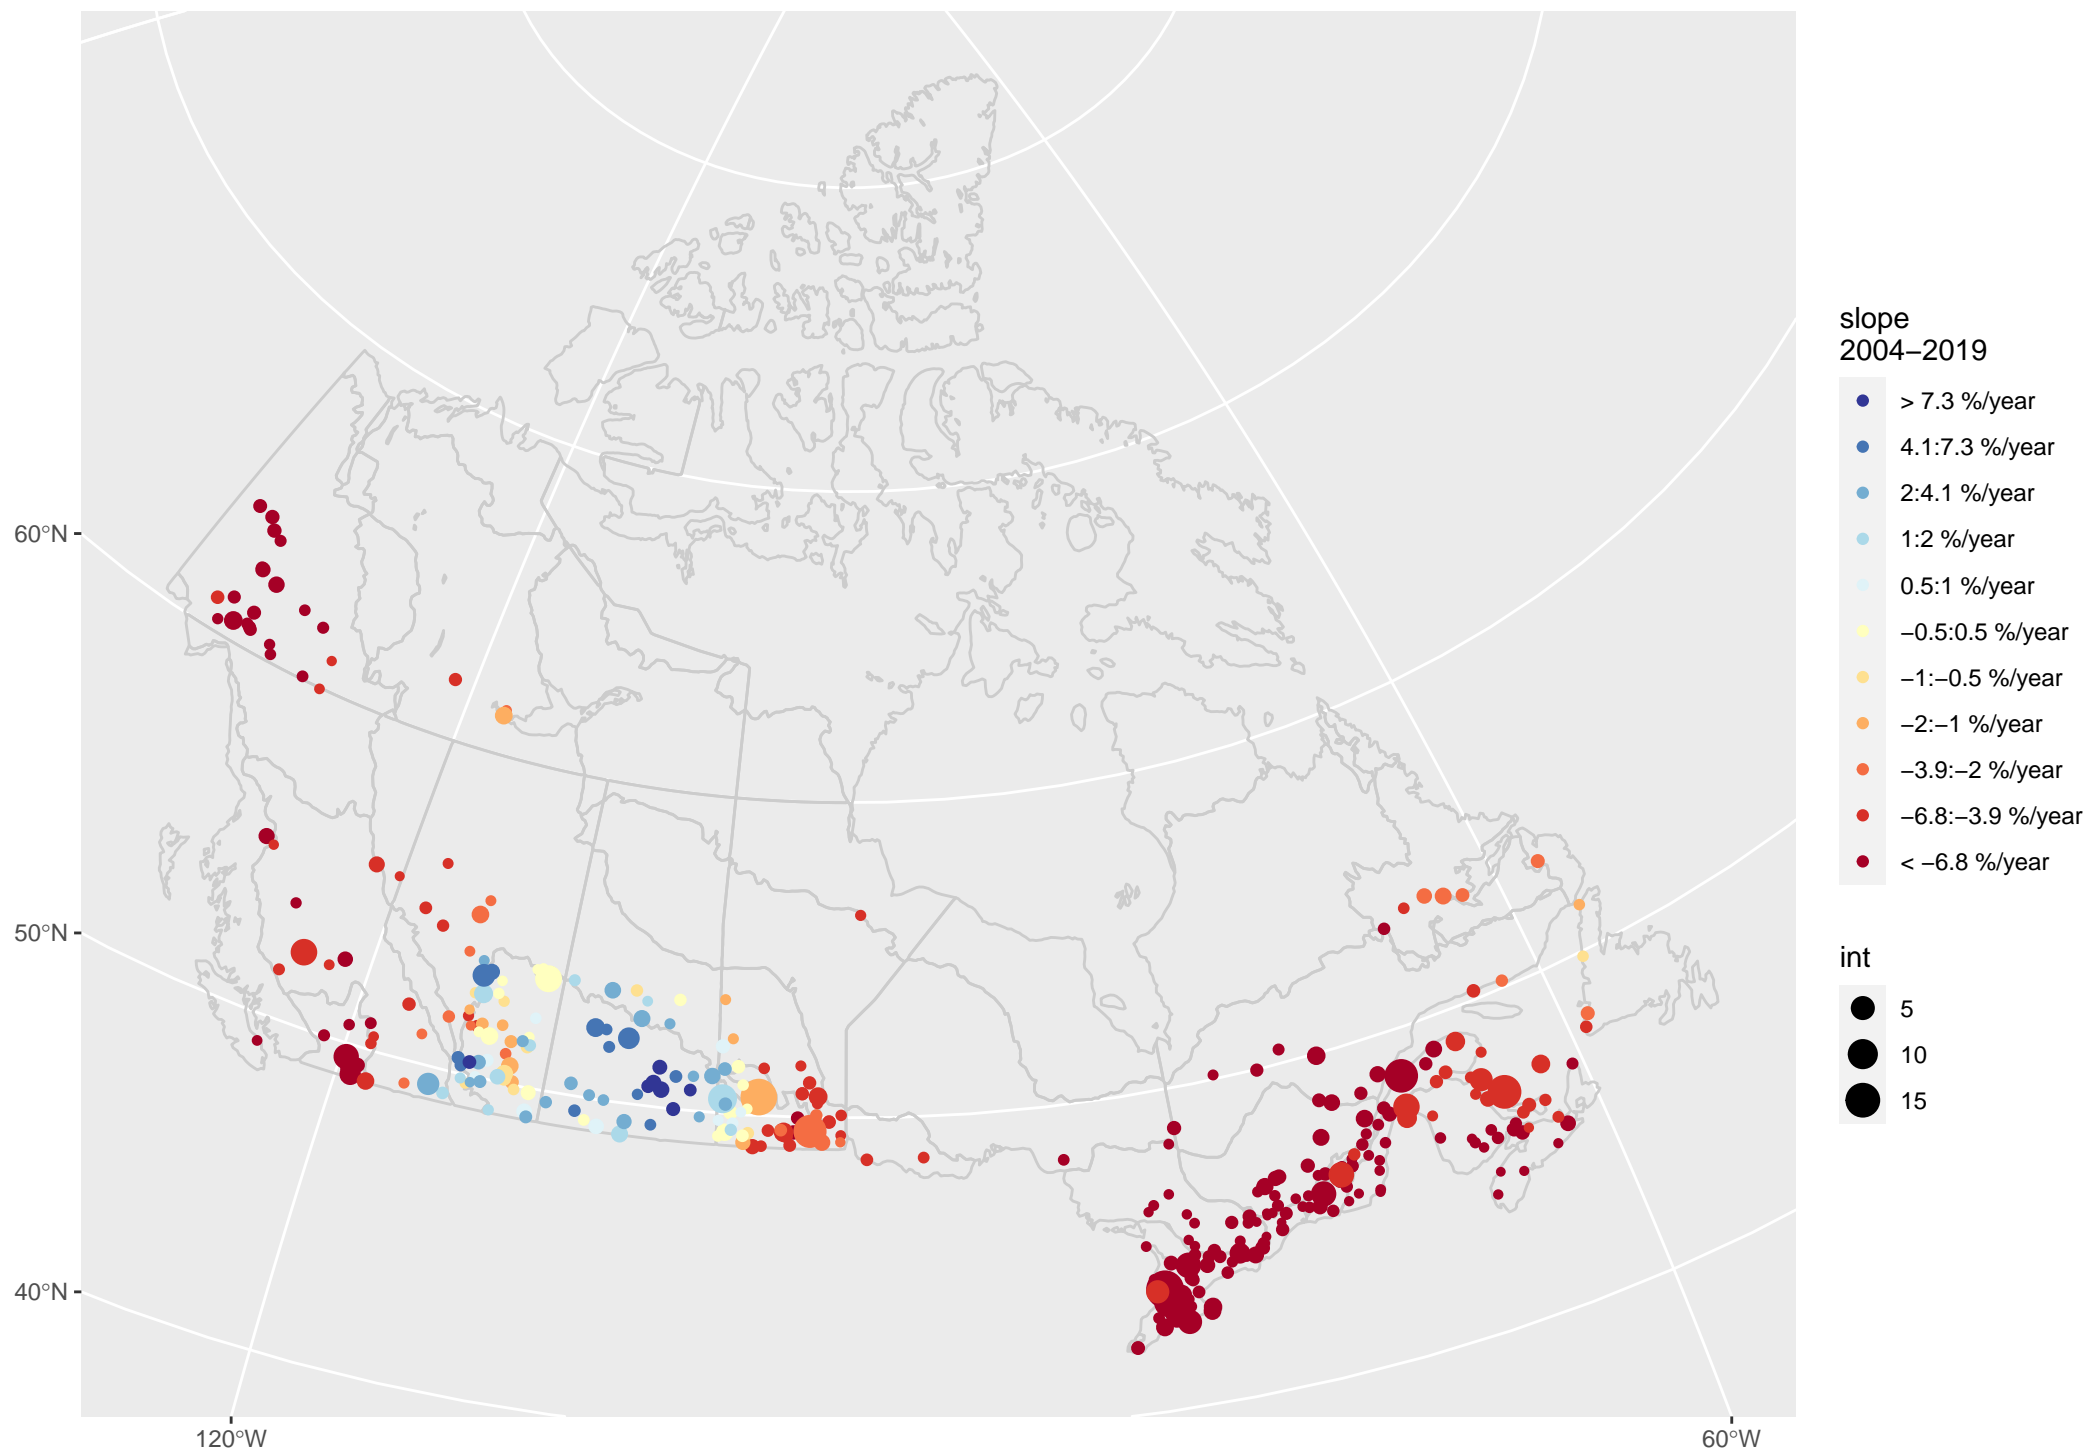 60°N
50°N
40°N
120°W
60°W
slope
2004−2019
> 7.3 %/year
4.1:7.3 %/year
2:4.1 %/year
1:2 %/year
0.5:1 %/year
−0.5:0.5 %/year
−1:−0.5 %/year
−2:−1 %/year
−3.9:−2 %/year
−6.8:−3.9 %/year
< −6.8 %/year
int
5
10
15